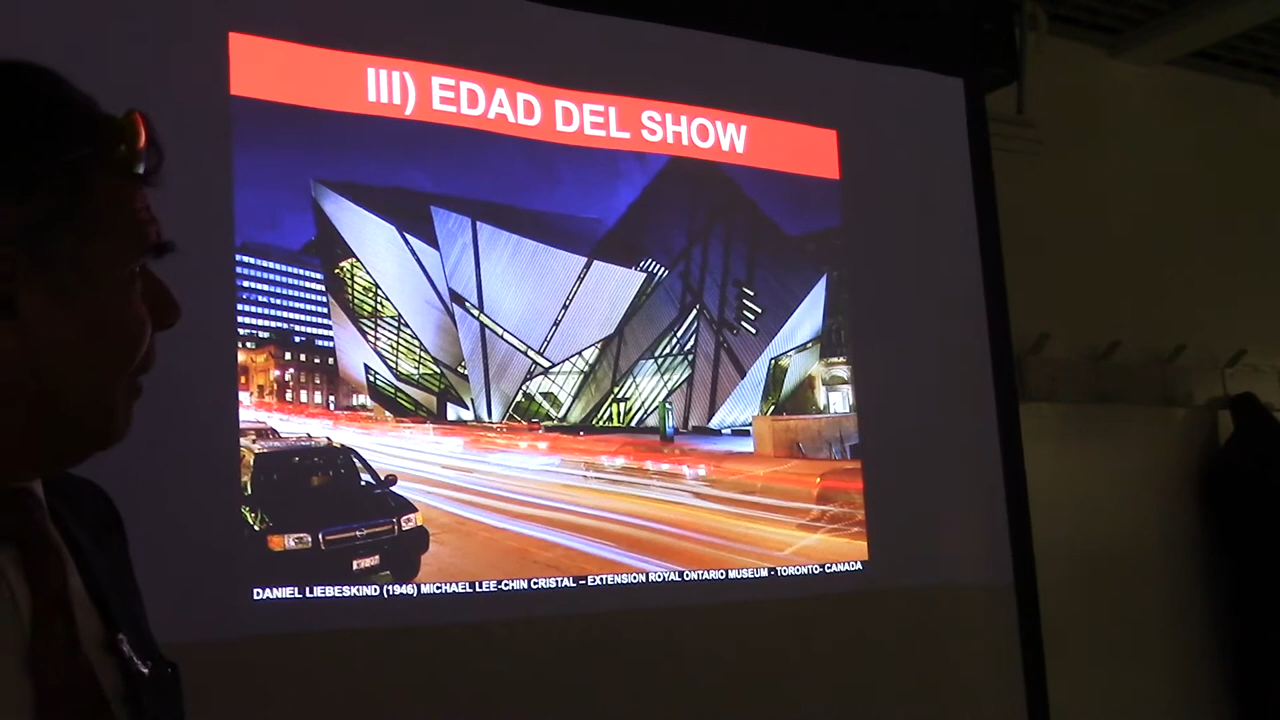 III) EDAD DEL SHOW
DANIEL LIEBESKIND (1946) MICHAEL LEE-CHIN CRISTAL – EXTENSION ROYAL ONTARIO MUSEUM - TORONTO- CANADA